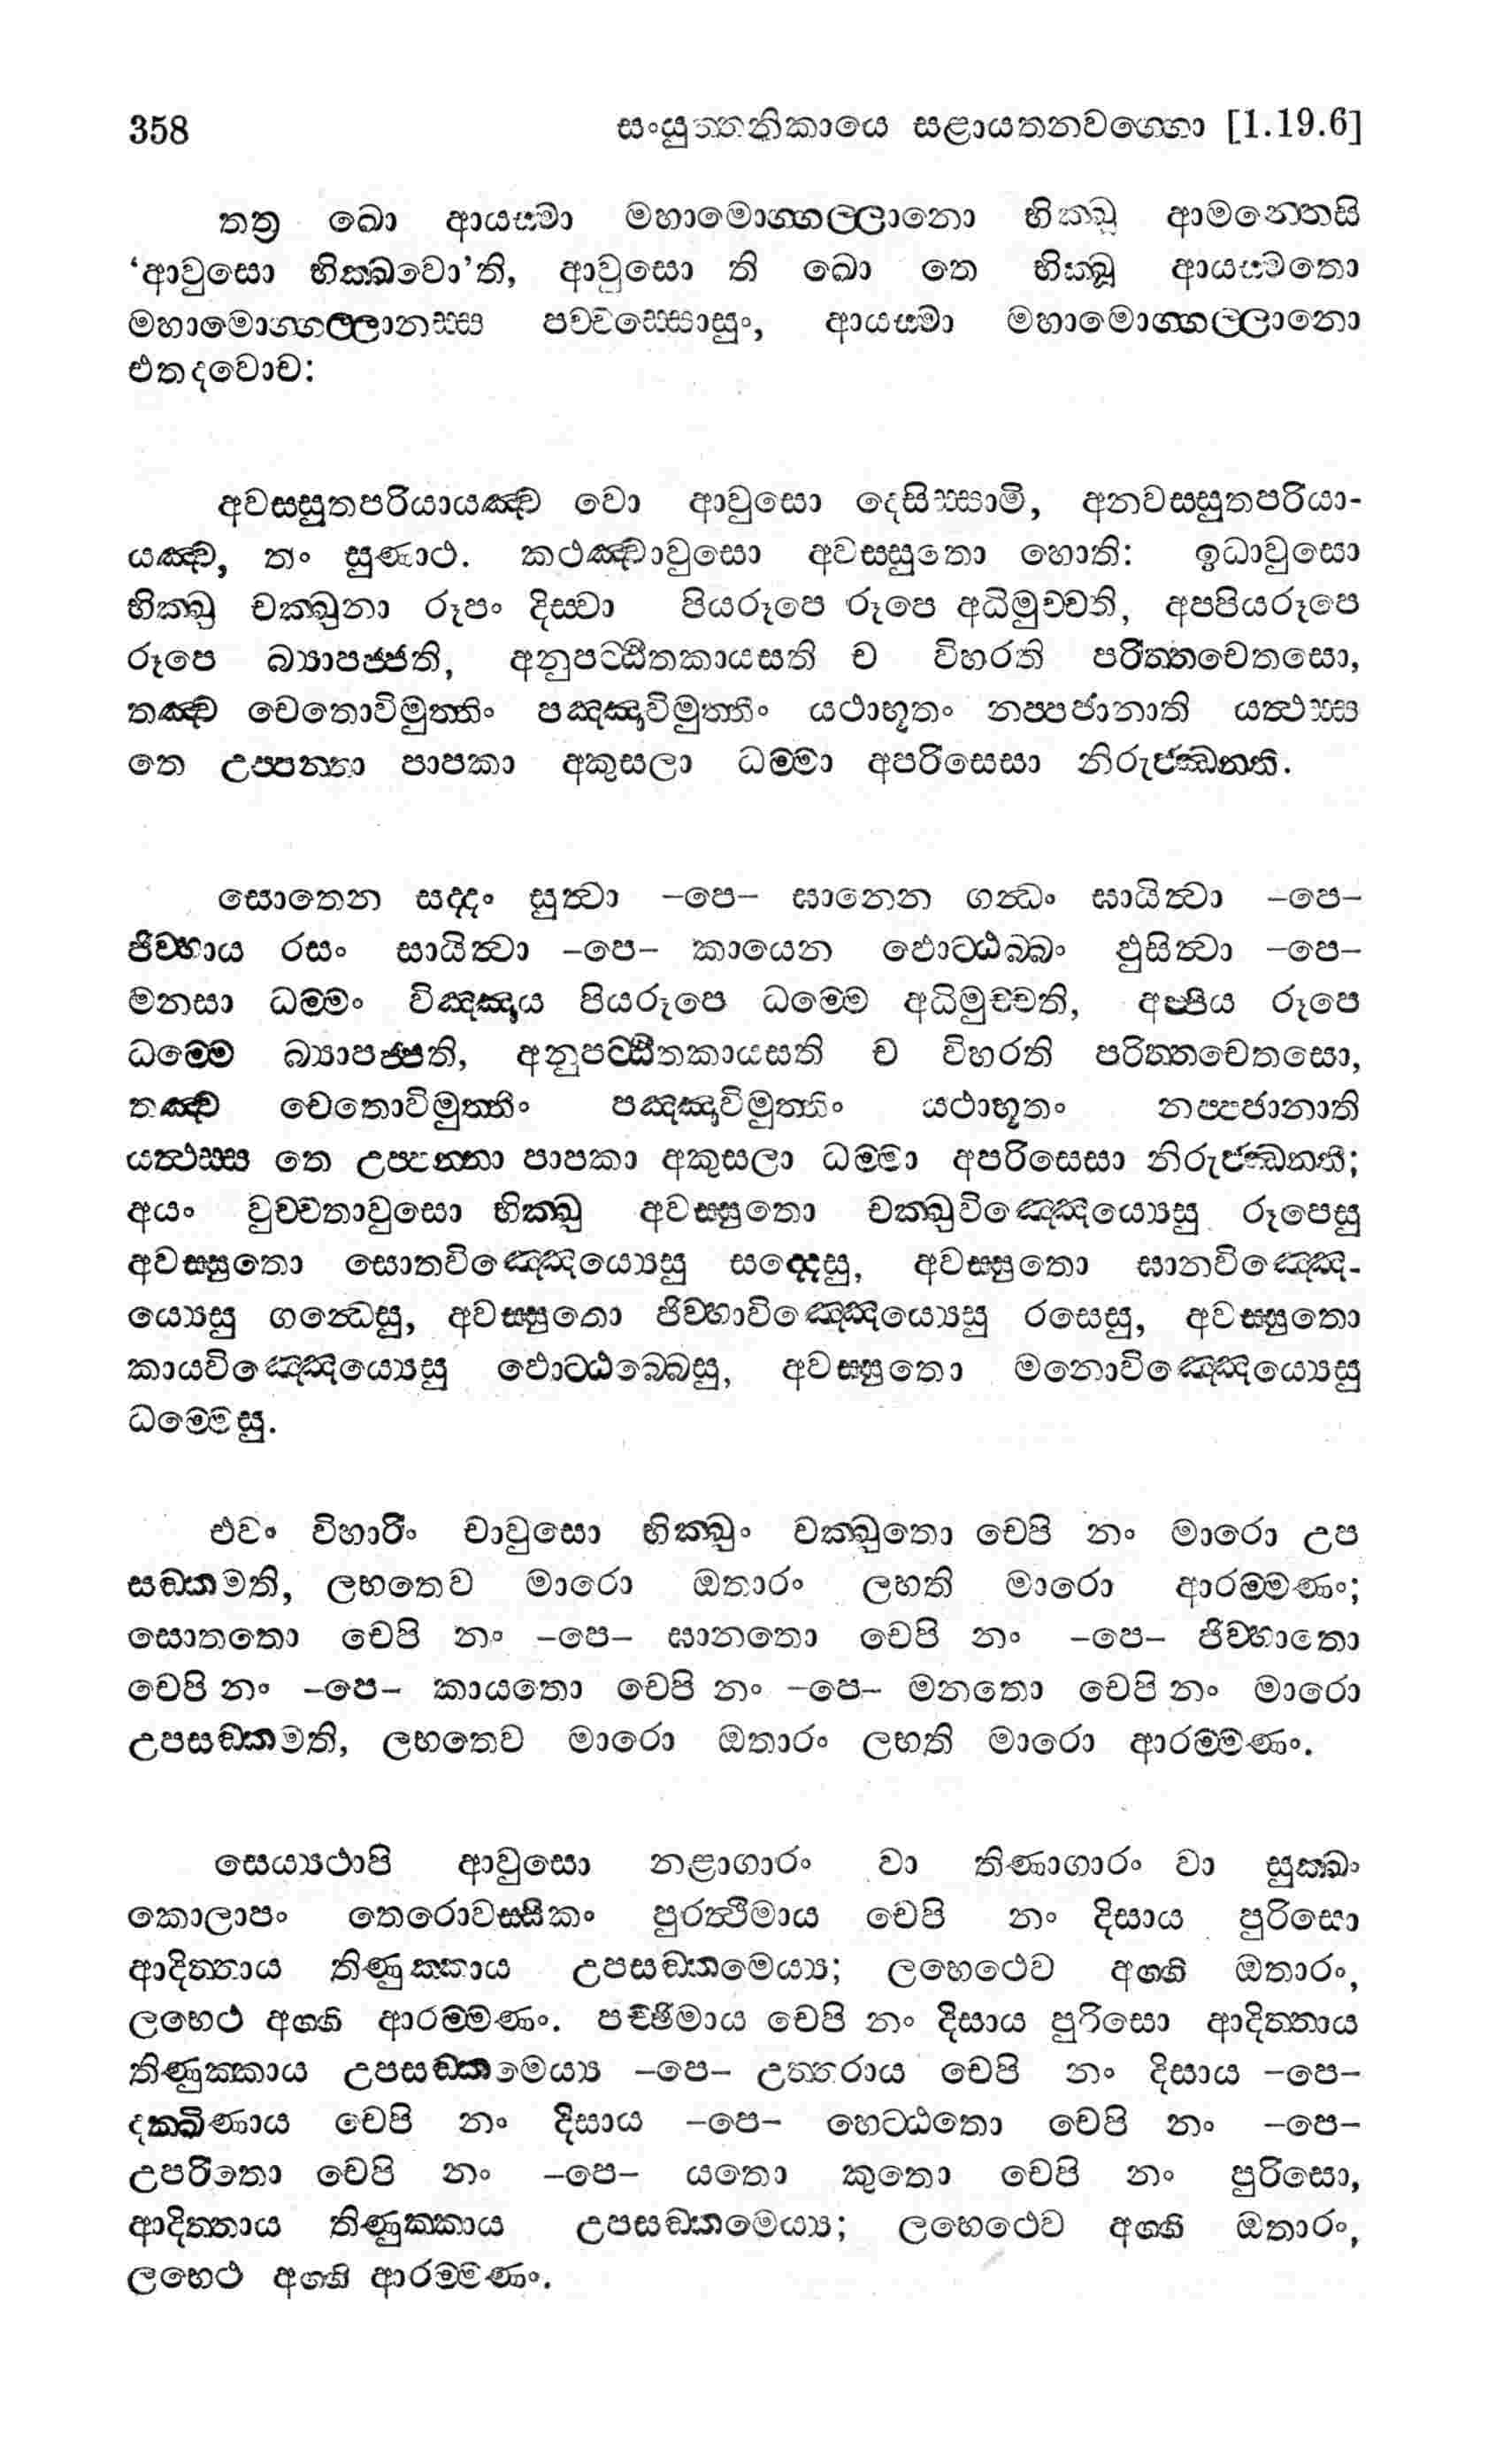 358 සංයුත්තනිකායෙ සළායතනවග්ගො [1.19.6]
තත්‍ර ඛො ආයස්මා මහාමොග්ගල්ලානො භික්ඛු ආමන්තෙසි
‘ආවුසො භික්ඛවො’ති, ආවුසො ති ඛො තෙ භික්ඛූ ආයස්මතො
මහාමොග්ගල්ලානස්ස පච්චස්සොසුං, ආයස්මා මහාමොග්ගල්ලානො
එතදවොච:
අවස්සුතපරියායඤ්ච වො ආවුසො දෙසිස්සාමි, අනවස්සුතපරියා-
යඤ්ච, තං සුණාථ. කථඤ්චාවුසො අවස්සුතො හොති: ඉධාවුසො
භික්ඛු චක්ඛුනා රූපං දිස්වා පියරූපෙ රූපෙ අධිමුච්චති, අප්පියරූපෙ
රූපෙ බ්‍යාපජ්ජති, අනුපට්ඨිතකායසති ච විහරති පරිත්තචෙතසො,
තඤ්ච චෙතොවිමුත්තිං පඤ්ඤාවිමුත්තිං යථාභූතං නප්පජානාති යත්‍ථස්ස
තෙ උප්පන්නා පාපකා අකුසලා ධම්මා අපරිසෙසා නිරුජ්ඣන්ති.
සොතෙන සද්දං සුත්‍වා –පෙ– ඝානෙන ගන්‍ධං ඝායිත්‍වා –පෙ–
ජිව්හාය රසං සායිත්‍වා –පෙ– කායෙන ඵොට්ඨබ්බං ඵුසිත්‍වා –පෙ–
මනසා ධම්මං විඤ්ඤාය පියරූපෙ ධම්මෙ අධිමුච්චති, අප්පිය රූපෙ
ධම්මෙ බ්‍යාපජ්ජති, අනුපට්ඨිතකායසති ච විහරති පරිත්තචෙතසො,
තඤ්ච චෙතොවිමුත්තිං පඤ්ඤාවිමුත්තිං යථාභූතං නප්පජානාති
යත්‍ථස්ස තෙ උප්පන්නා පාපකා අකුසලා ධම්මා අපරිසෙසා නිරුජ්ඣන්ති;
අයං වුච්චතාවුසො භික්ඛු අවස්සුතො චක්ඛුවිඤ්ඤෙය්‍යෙසු රූපෙසු
අවස්සුතො සොතවිඤ්ඤෙය්‍යෙසු සද්දෙසු, අවස්සුතො ඝානවිඤ්ඤෙ-
ය්‍යෙසු ගන්‍ධෙසු, අවස්සුතො ජිව්හාවිඤ්ඤෙය්‍යෙසු රසෙසු, අවස්සුතො
කායවිඤ්ඤෙය්‍යෙසු ඵොට්ඨබ්බෙසු, අවස්සුතො මනොවිඤ්ඤෙය්‍යෙසු
ධම්මෙසු.
එවං විහාරිං චාවුසො භික්ඛුං චක්ඛුතො චෙපි නං මාරො උප
සඞ්කමති, ලභතෙව මාරො ඔතාරං ලභති මාරො ආරම්මණං;
සොතතො චෙපි නං –පෙ– ඝානතො චෙපි නං –පෙ– ජිව්හාතො
චෙපි නං –පෙ– කායතො චෙපි නං –පෙ– මනතො චෙපි නං මාරො
උපසඞ්කමති, ලභතෙව මාරො ඔතාරං ලභති මාරො ආරම්මණං.
සෙය්‍යථාපි ආවුසො නළාගාරං වා තිණාගාරං වා සුක්ඛං
කොලාපං තෙරොවස්සිකං පුරත්‍ථිමාය චෙපි නං දිසාය පුරිසො
ආදිත්තාය තිණුක්කාය උපසඞ්කමෙය්‍ය; ලභෙථෙව අග්ගි ඔතාරං,
ලභෙථ අග්ගි ආරම්මණං. පච්ඡිමාය චෙපි නං දිසාය පුරිසො ආදිත්තාය
තිණුක්කාය උපසඞ්කමෙය්‍ය –පෙ– උත්තරාය චෙපි නං දිසාය –පෙ–
දක්ඛිණාය චෙපි නං දිසාය –පෙ– හෙට්ඨතො චෙපි නං –පෙ–
උපරිතො චෙපි නං –පෙ– යතො කුතො චෙපි නං පුරිසො,
ආදිත්තාය තිණුක්කාය උපසඞ්කමෙය්‍ය; ලභෙථෙව අග්ගි ඔතාරං,
ලභෙථ අග්ගි ආරම්මණං.